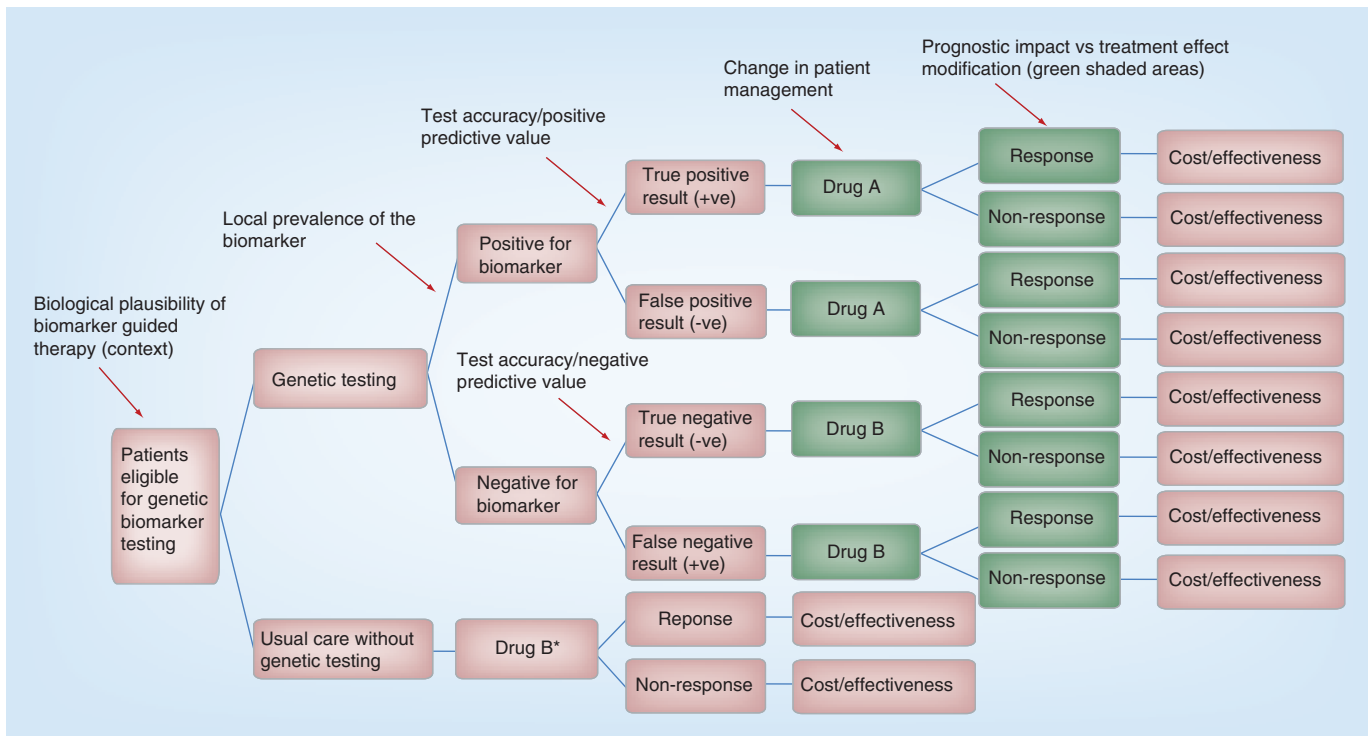 Prognostic impact vs treatment effect
modification (green shaded areas)
Change in patient
management
Test accuracy/positive
predictive value
Local prevalence of the
biomarker
Biological plausibility of
biomarker guided
therapy (context)
Test accuracy/negative
predictive value
Patients
eligible
for genetic
biomarker
testing
Genetic testing
Usual care without
genetic testing
Positive for
biomarker
Negative for
biomarker
Drug B*
True positive
result (+ve)
False positive
result (-ve)
True negative
result (-ve)
False negative
result (+ve)
Reponse
Non-response
Drug A
Drug A
Drug B
Drug B
Cost/effectiveness
Cost/effectiveness
Response
Non-response
Response
Non-response
Response
Non-response
Response
Non-response
Cost/effectiveness
Cost/effectiveness
Cost/effectiveness
Cost/effectiveness
Cost/effectiveness
Cost/effectiveness
Cost/effectiveness
Cost/effectiveness